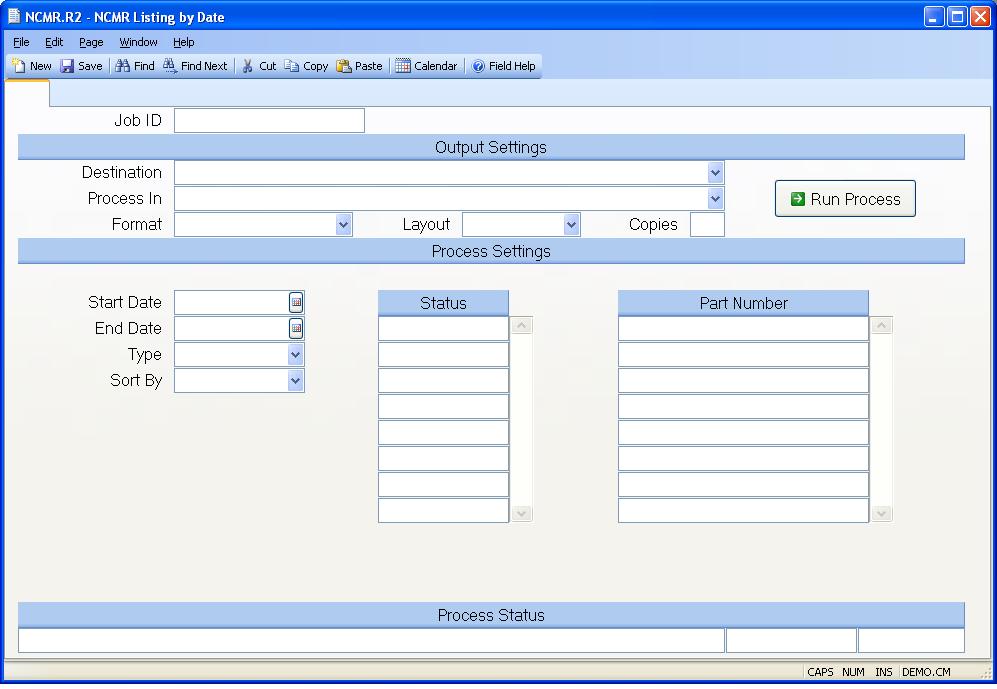 NCMR.R2 - NCMR Listing by Date
File Edit Page Window Help
New Save Find Find Next Cut Copy Paste Calendar Field Help
Job ID
Output Settings
Destination
Process In
Run Process
Format Layout Copies
Process Settings
Start Date Status Part Number
End Date
Type
Sort By
Process Status
CAPS NUM INS DEMO.CM